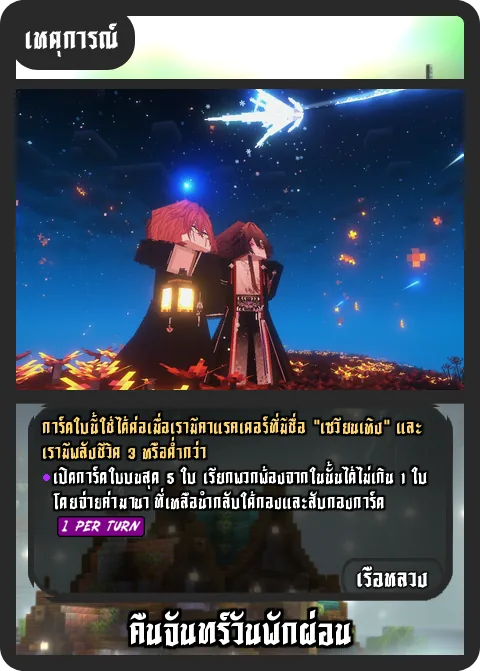 เหตุการณ์
การ์ดใบนี้ใช้ได้ต่อเมื่อเรามีคาแรคเตอร์ที่มีชื่อ "เซวียนเทิง" และ
เรามีพลังชีวิต 3 หรือต่ำกว่า
เปิดการ์ดใบบนสุด 5 ใบ เรียกพวกพ้องจากในนั้นได้ไม่เกิน 1 ใบ
โดยจ่ายค่ามานา ที่เหลือนำกลับใต้กองและสับกองการ์ด
1 PER TURN
เรือหลวง
คืนจันทร์วันพักผ่อน